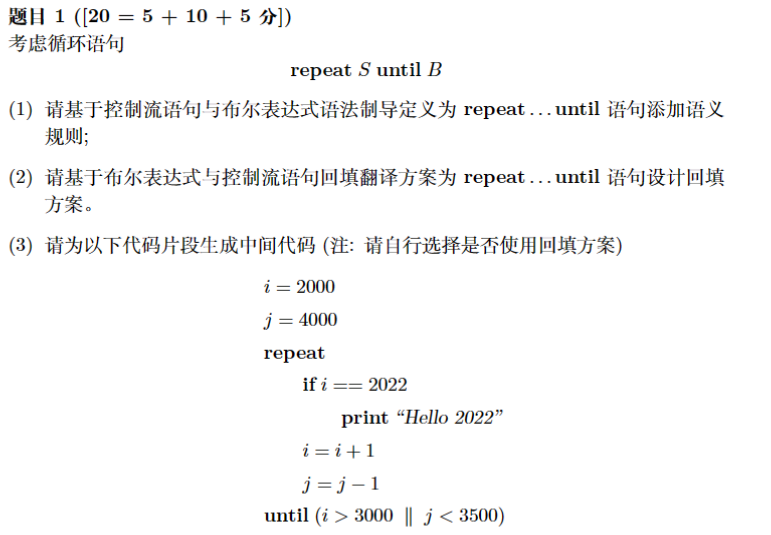 题目 1 ([20 = 5 + 10 + 5 分])
考虑循环语句
repeat S until B
(1) 请基于控制流语句与布尔表达式语法制导定义为 repeat...until 语句添加语义
规则;
(2) 请基于布尔表达式与控制流语句回填翻译方案为 repeat...until 语句设计回填
方案。
(3) 请为以下代码片段生成中间代码 (注: 请自行选择是否使用回填方案)
i = 2000
j = 4000
repeat
if i == 2022
print “Hello 2022”
i = i + 1
j = j − 1
until (i > 3000 ∥ j < 3500)